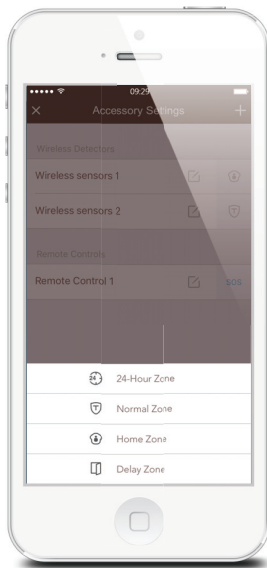 09:29
Accessory Settings
Wireless Detectors
Wireless sensors 1
Wireless sensors 2
Remote Controls
Remote Control 1 SOS
24 24-Hour Zone
T Normal Zone
Home Zone
Delay Zone